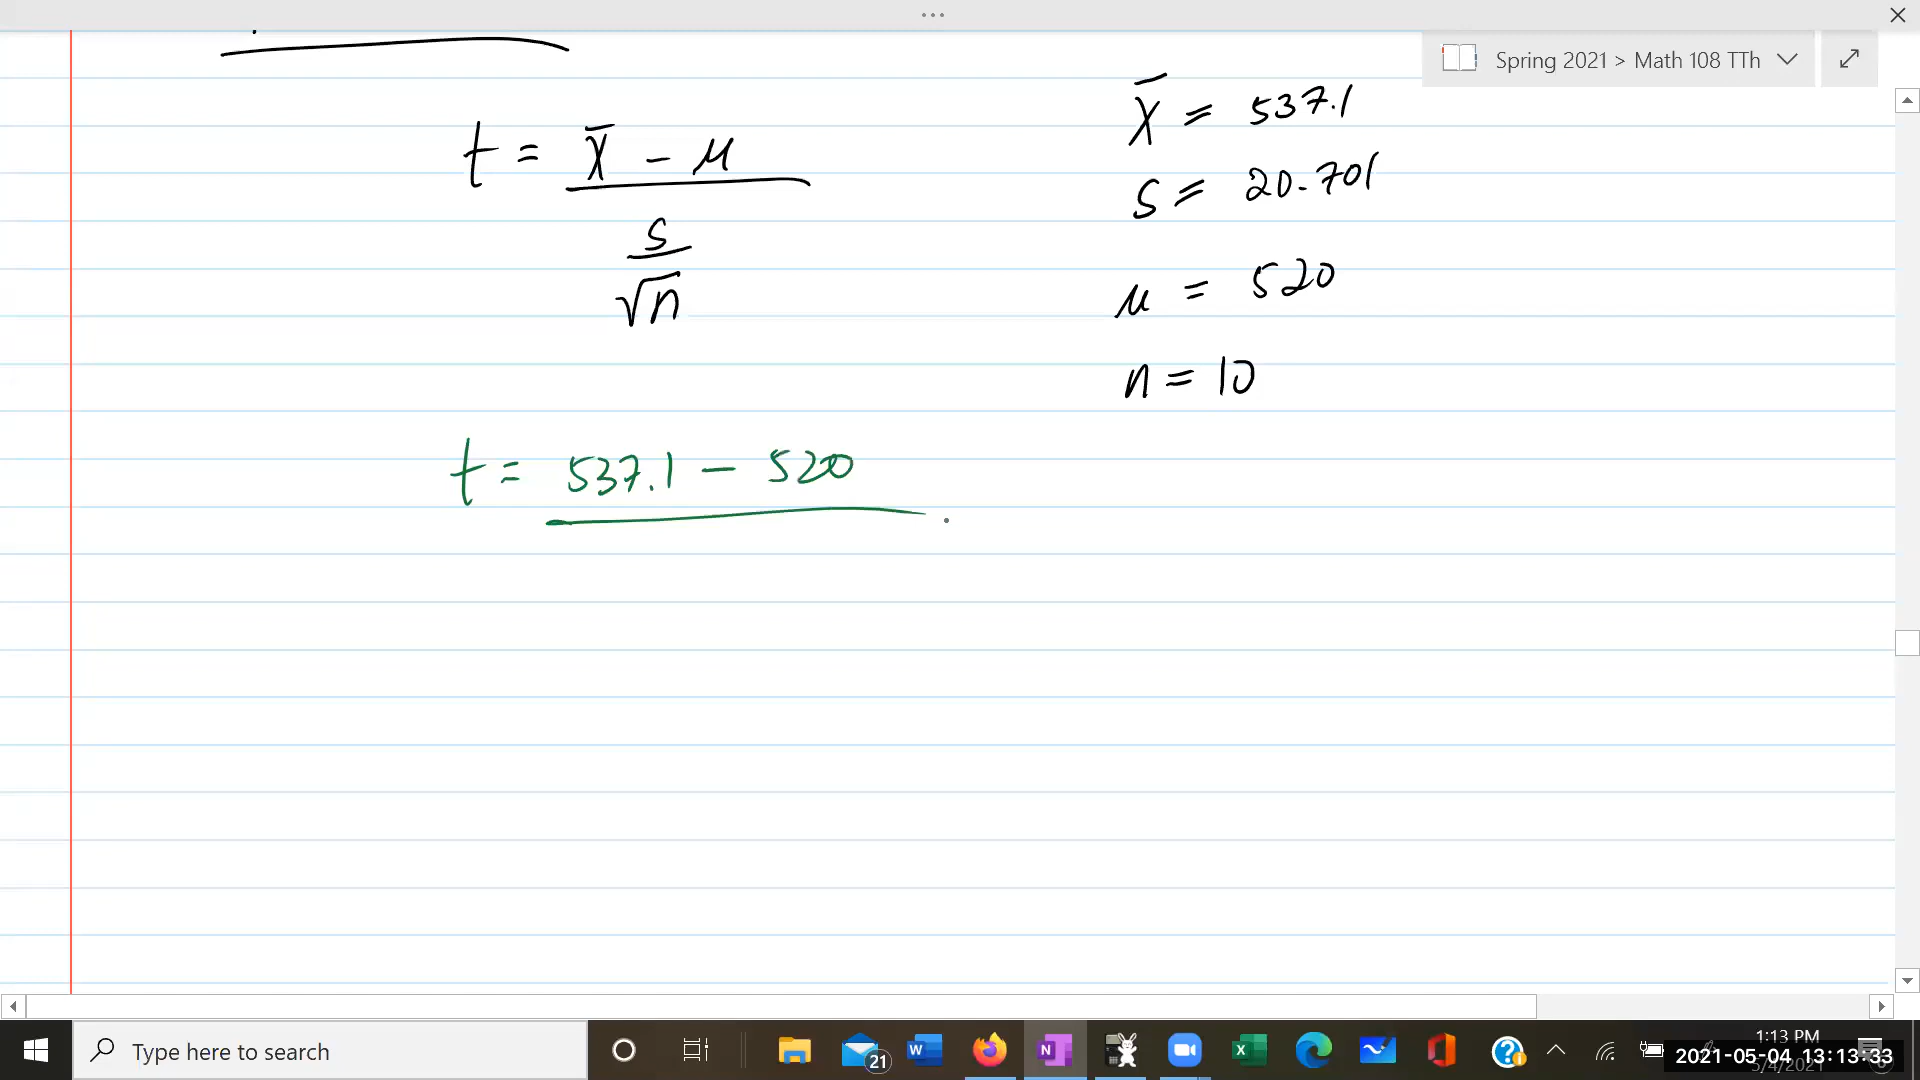 Spring 2021 > Math 108 TTh
t = x̄ - μ
s
√n
x̄ = 537.1
s = 20.701
μ = 520
n = 10
t = 537.1 - 520
Type here to search
21
1:13 PM
2021-05-04 13:13:33